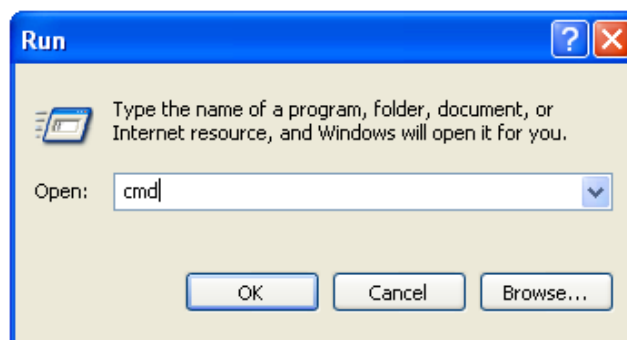 Run
Type the name of a program, folder, document, or
Internet resource, and Windows will open it for you.
Open: cmd
OK Cancel Browse...